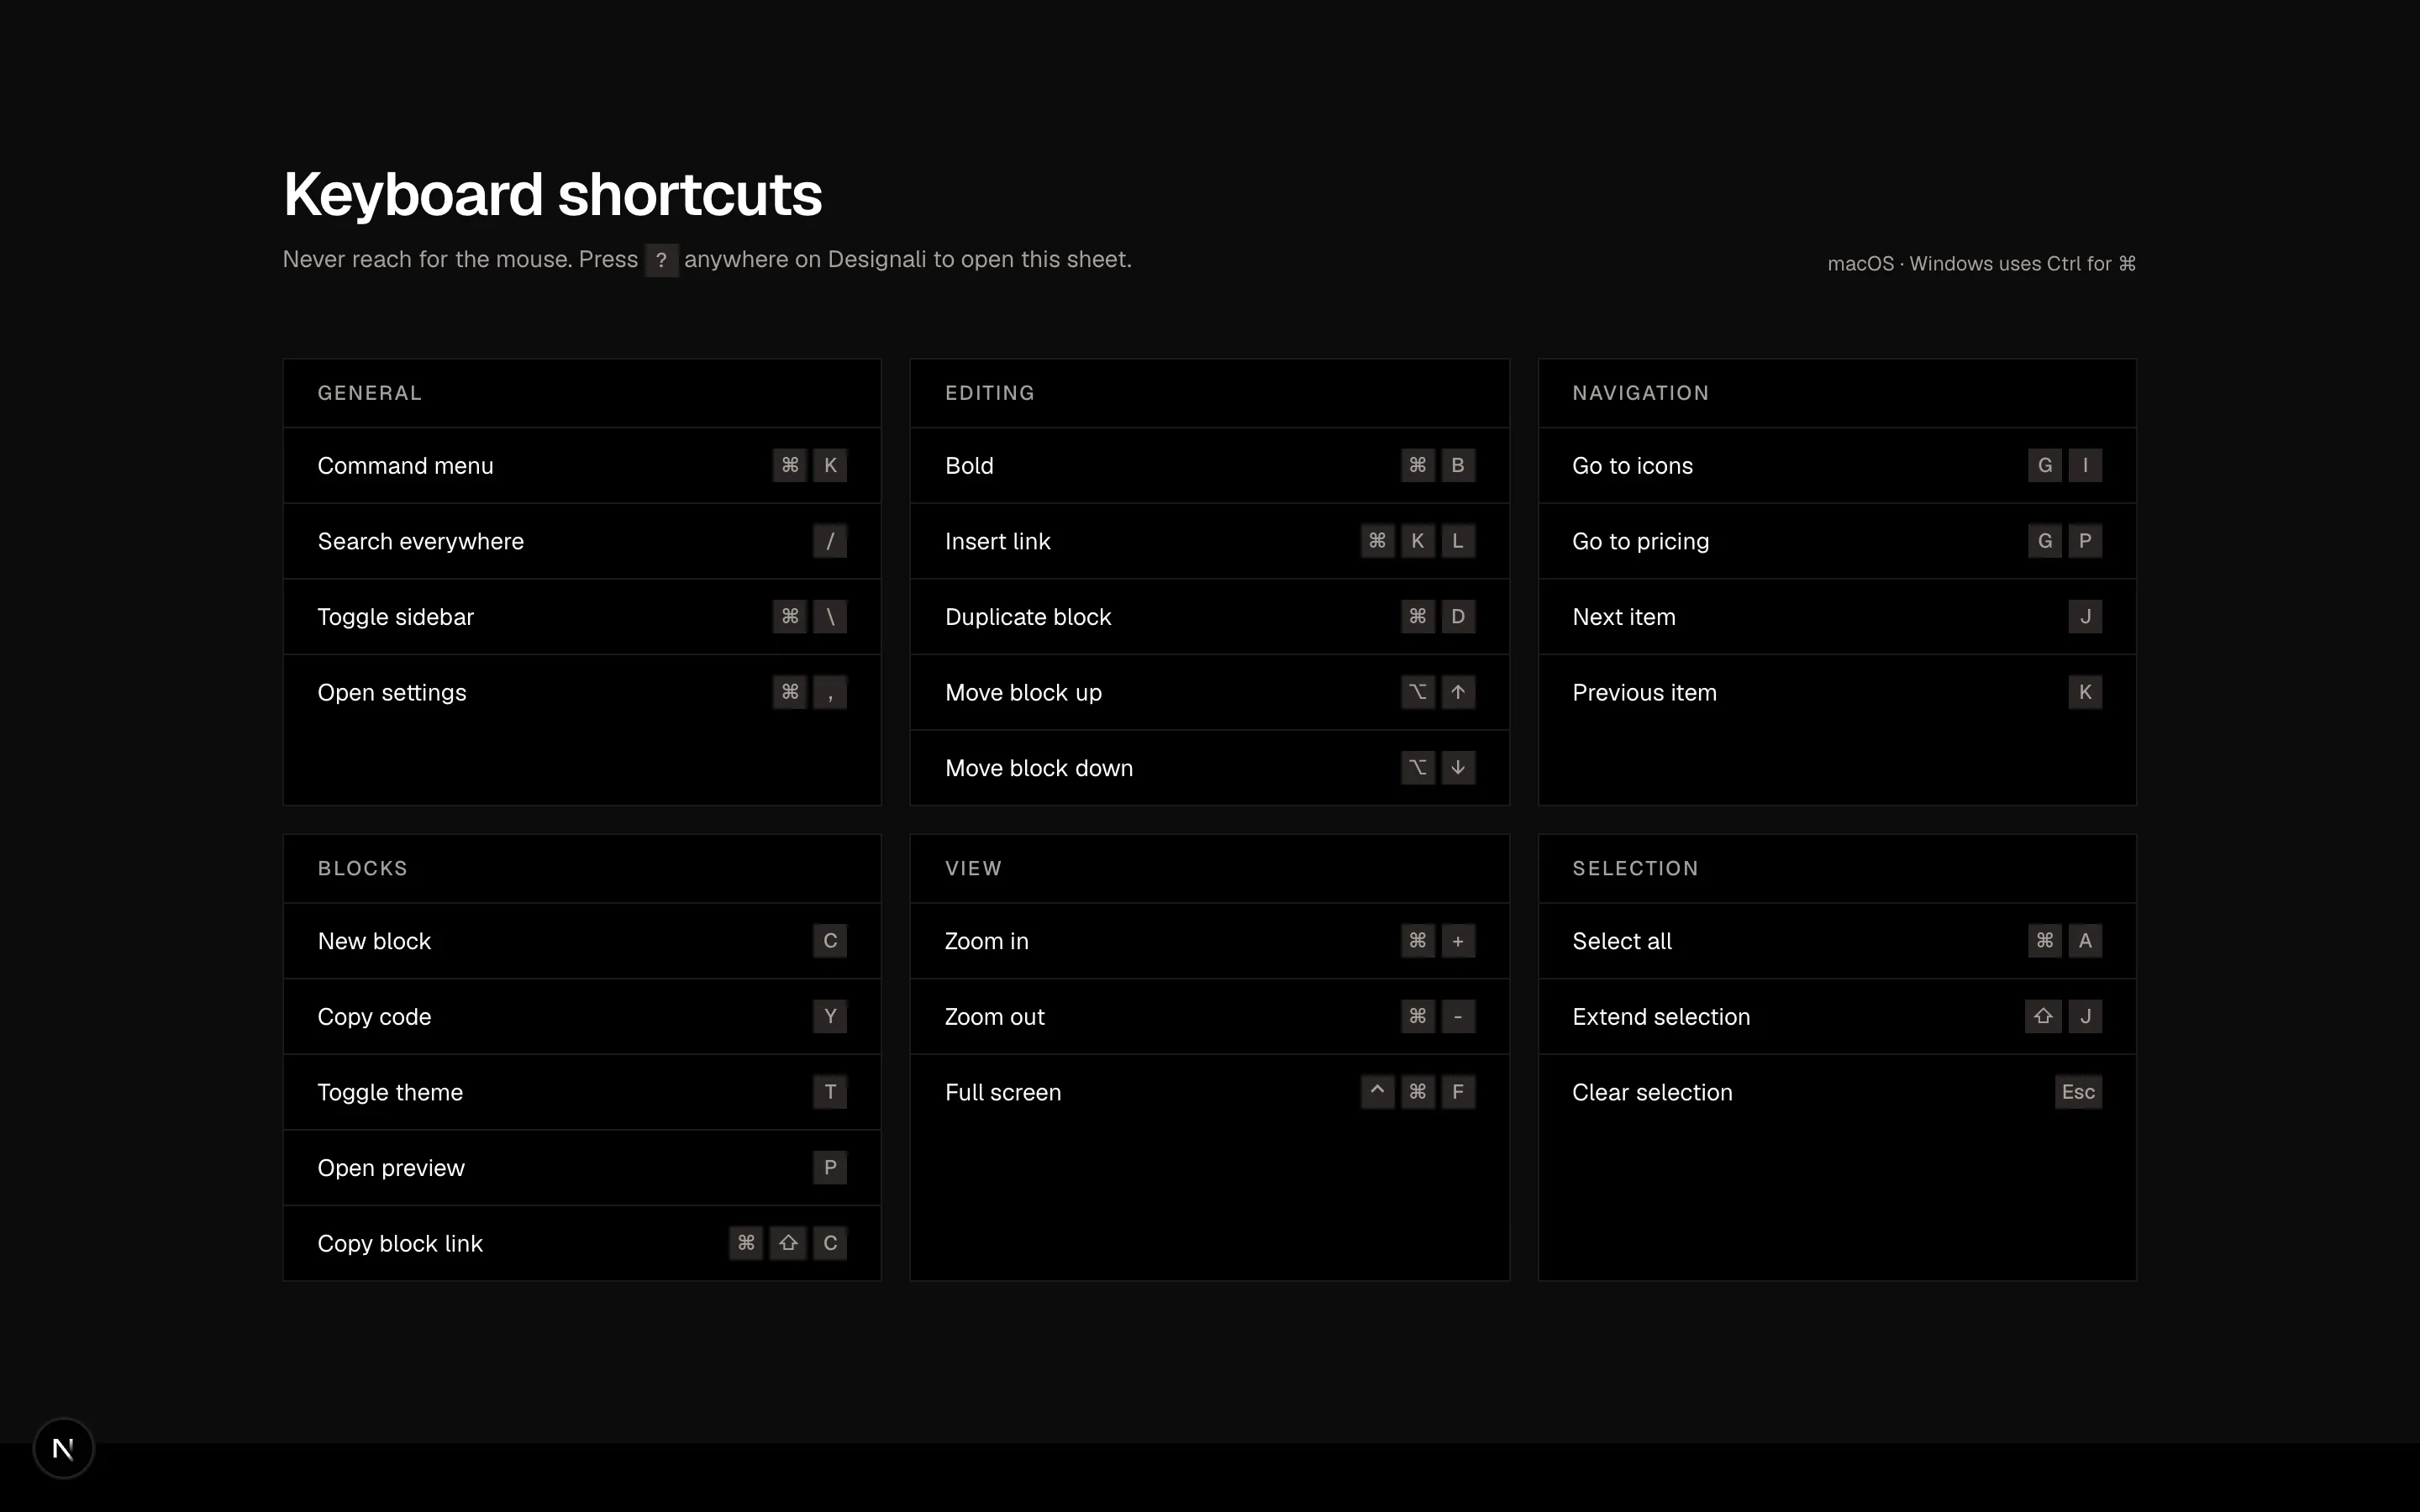 Keyboard shortcuts
Never reach for the mouse. Press ? anywhere on Designali to open this sheet.
macOS · Windows uses Ctrl for ⌘
GENERAL
Command menu ⌘ K
Search everywhere /
Toggle sidebar ⌘ \
Open settings ⌘ ,
EDITING
Bold ⌘ B
Insert link ⌘ K L
Duplicate block ⌘ D
Move block up ⌥ ↑
Move block down ⌥ ↓
NAVIGATION
Go to icons G I
Go to pricing G P
Next item J
Previous item K
BLOCKS
New block C
Copy code Y
Toggle theme T
Open preview P
Copy block link ⌘ ⇧ C
VIEW
Zoom in ⌘ +
Zoom out ⌘ -
Full screen ^ ⌘ F
SELECTION
Select all ⌘ A
Extend selection ⇧ J
Clear selection Esc
N